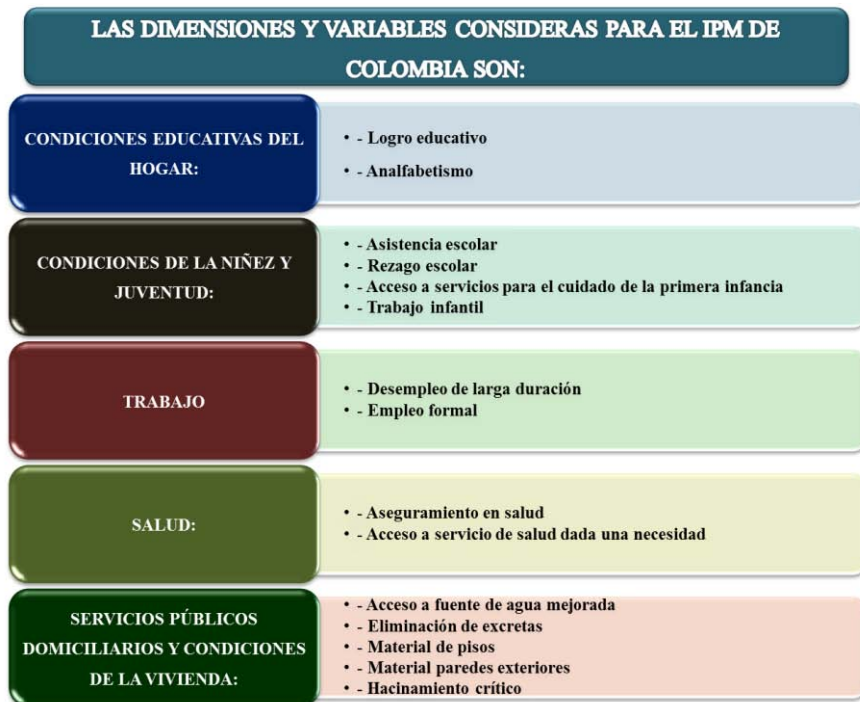 LAS DIMENSIONES Y VARIABLES CONSIDERAS PARA EL IPM DE
COLOMBIA SON:
CONDICIONES EDUCATIVAS DEL
HOGAR:
• - Logro educativo
• - Analfabetismo
CONDICIONES DE LA NIÑEZ Y
JUVENTUD:
• - Asistencia escolar
• - Rezago escolar
• - Acceso a servicios para el cuidado de la primera infancia
• - Trabajo infantil
TRABAJO
• - Desempleo de larga duración
• - Empleo formal
SALUD:
• - Aseguramiento en salud
• - Acceso a servicio de salud dada una necesidad
SERVICIOS PÚBLICOS
DOMICILIARIOS Y CONDICIONES
DE LA VIVIENDA:
• - Acceso a fuente de agua mejorada
• - Eliminación de excretas
• - Material de pisos
• - Material paredes exteriores
• - Hacinamiento crítico